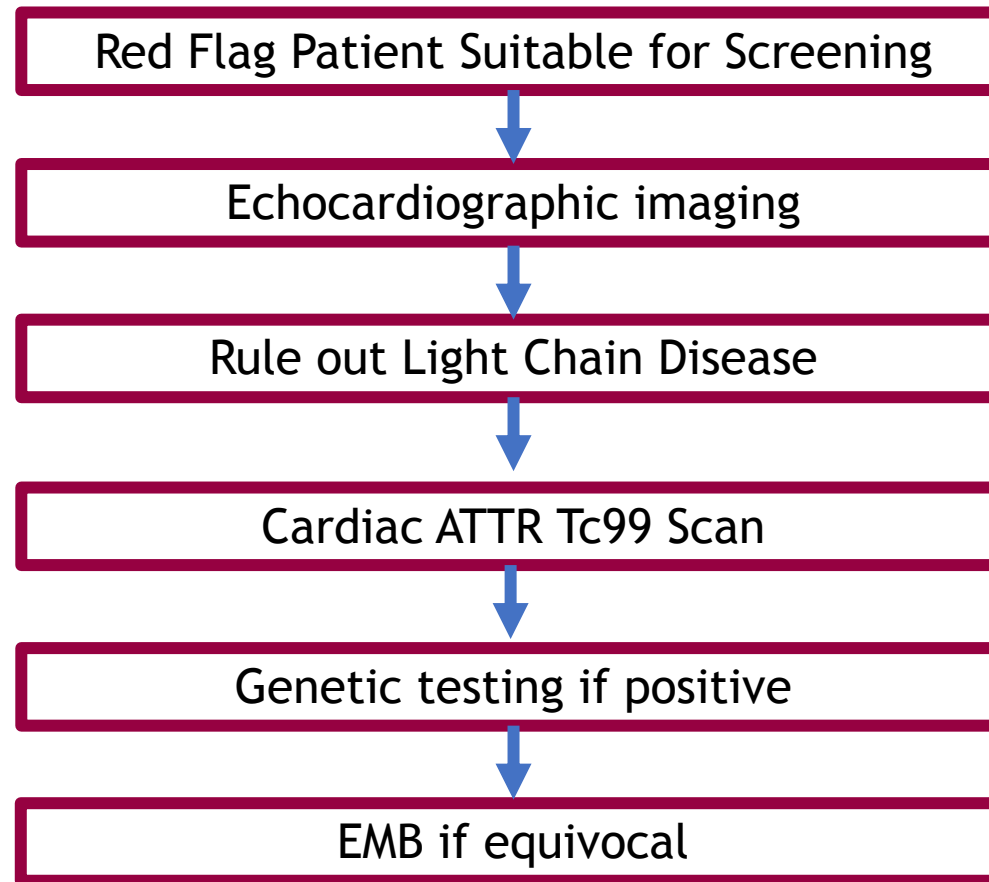 Red Flag Patient Suitable for Screening
Echocardiographic imaging
Rule out Light Chain Disease
Cardiac ATTR Tc99 Scan
Genetic testing if positive
EMB if equivocal